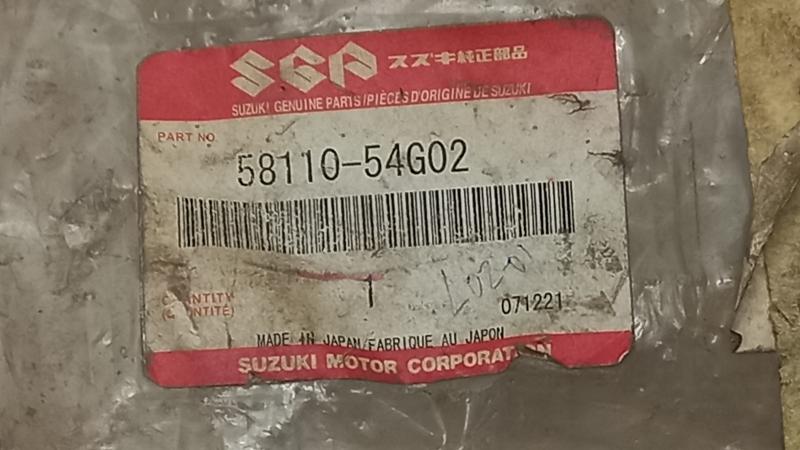 SGP スズキ純正部品
SUZUKI GENUINE PARTS/PIÈCES D'ORIGINE DE SUZUKI
PART NO.
58110-54G02
QUANTITY 1
(QUANTITÉ) 071221
MADE IN JAPAN/FABRIQUE AU JAPON
SUZUKI MOTOR CORPORATION